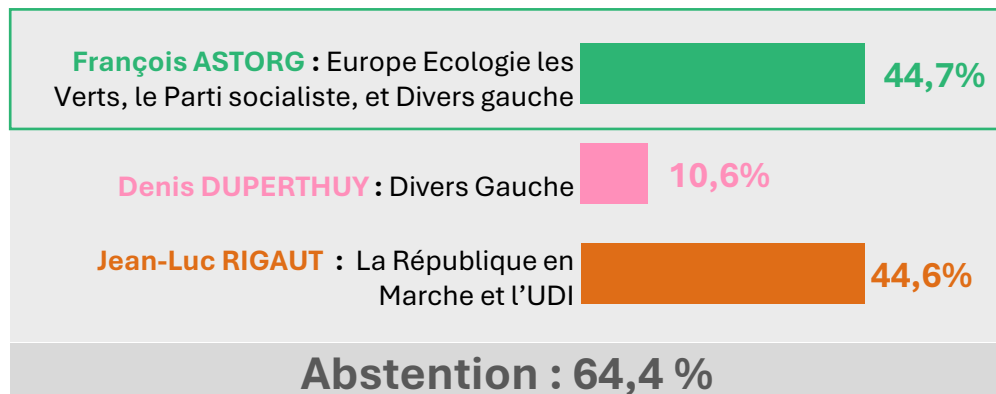 François ASTORG : Europe Ecologie les
Verts, le Parti socialiste, et Divers gauche
44,7%
Denis DUPERTHUY : Divers Gauche
10,6%
Jean-Luc RIGAUT : La République en
Marche et l’UDI
44,6%
Abstention : 64,4 %